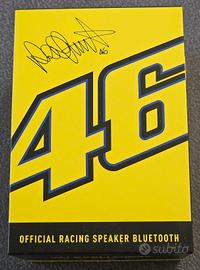 46
46
OFFICIAL RACING SPEAKER BLUETOOTH
subito